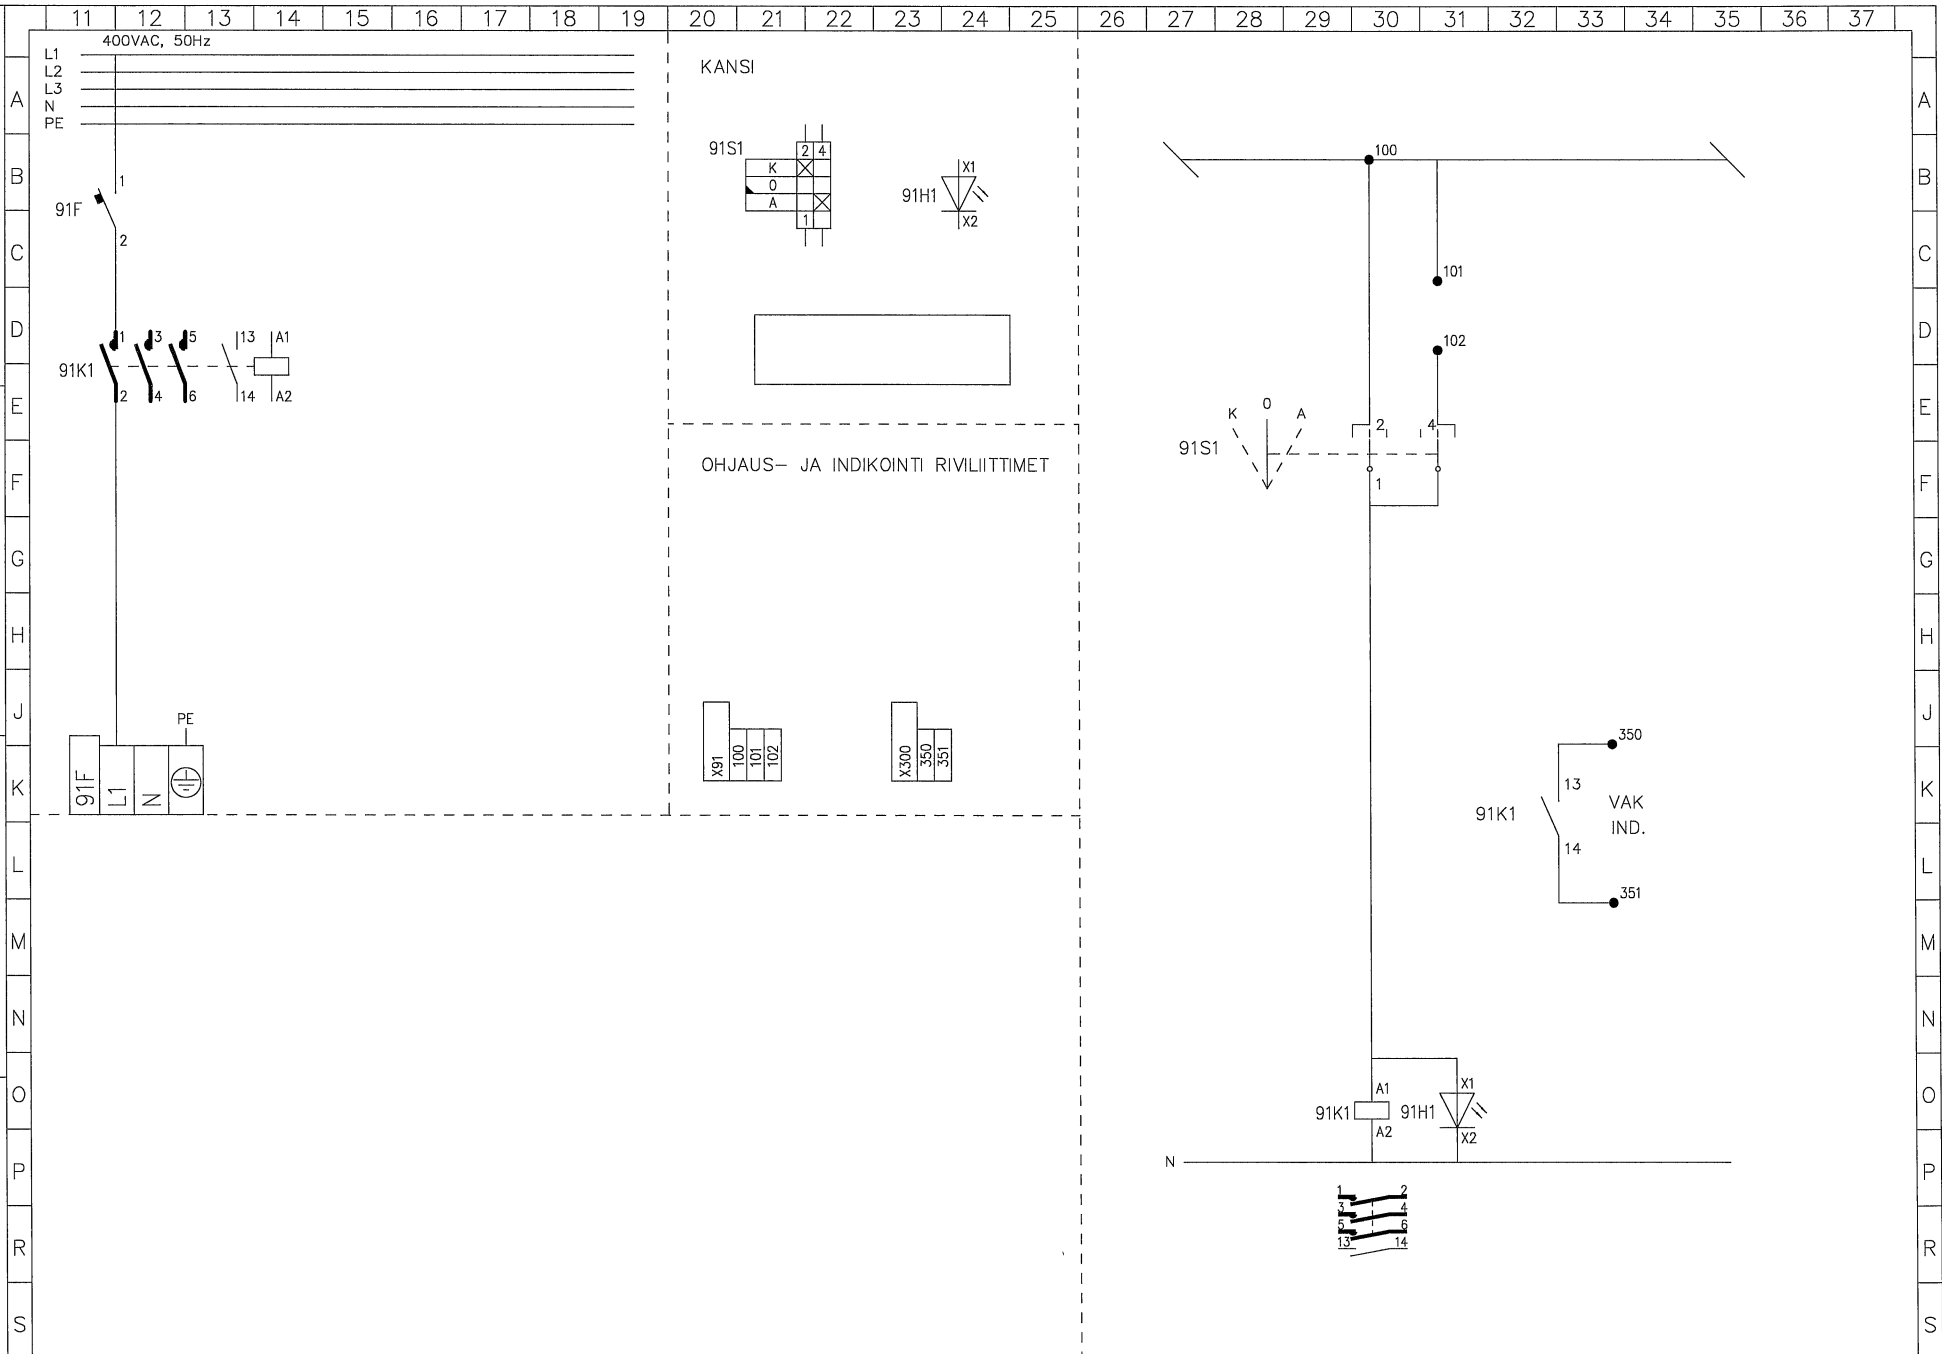 11 12 13 14 15 16 17 18 19 20 21 22 23 24 25 26 27 28 29 30 31 32 33 34 35 36 37
400VAC, 50Hz
L1
L2
L3
N
PE
91F
1
2
91K1
1 3 5 13 A1
2 4 6 14 A2
PE
91F L1 N
KANSI
91S1
2 4
K
0
A
1
91H1
X1
X2
OHJAUS- JA INDIKOINTI RIVILIITTIMET
X91 100 101 102
X300 350 351
100
101
102
K 0 A
91S1
2 4
1
350
13
91K1
VAK
IND.
14
351
A1 X1
91K1 91H1
A2 X2
N
1 2
3 4
5 6
13 14
A A
B B
C C
D D
E E
F F
G G
H H
J J
K K
L L
M M
N N
O O
P P
R R
S S